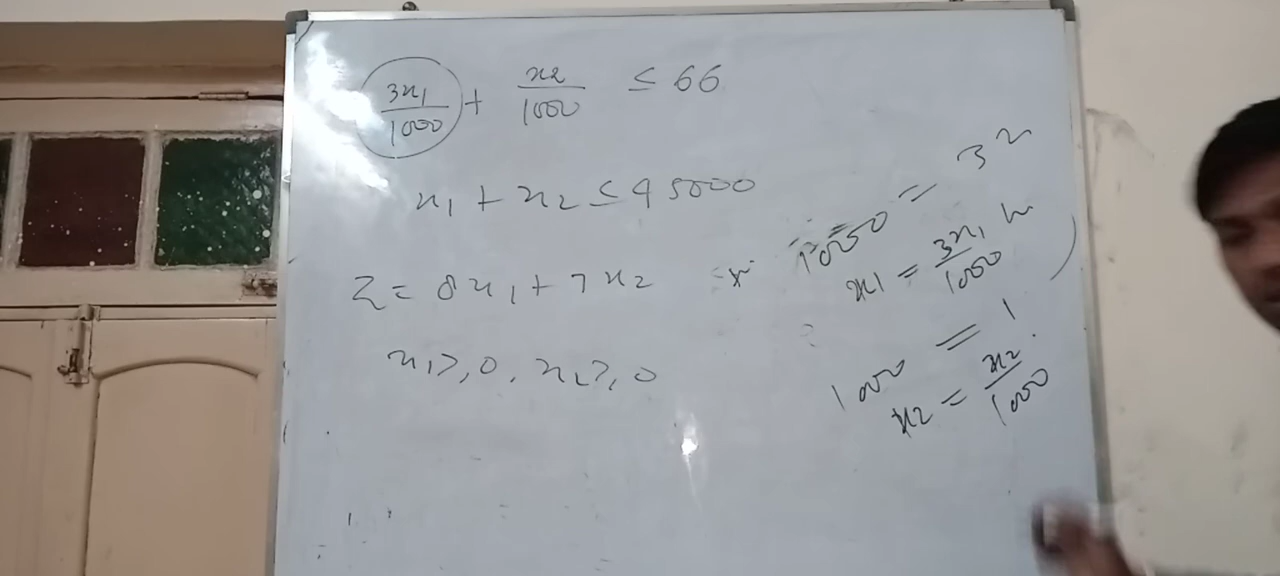 3x₁/1000 + x₂/1000 ≤ 66
x₁ + x₂ ≤ 45000
Z = 8x₁ + 7x₂
x₁ ≥ 0, x₂ ≥ 0
1000 = 3 h
x₁ = 3x₁/1000 h
1000 = 1
x₂ = x₂/1000